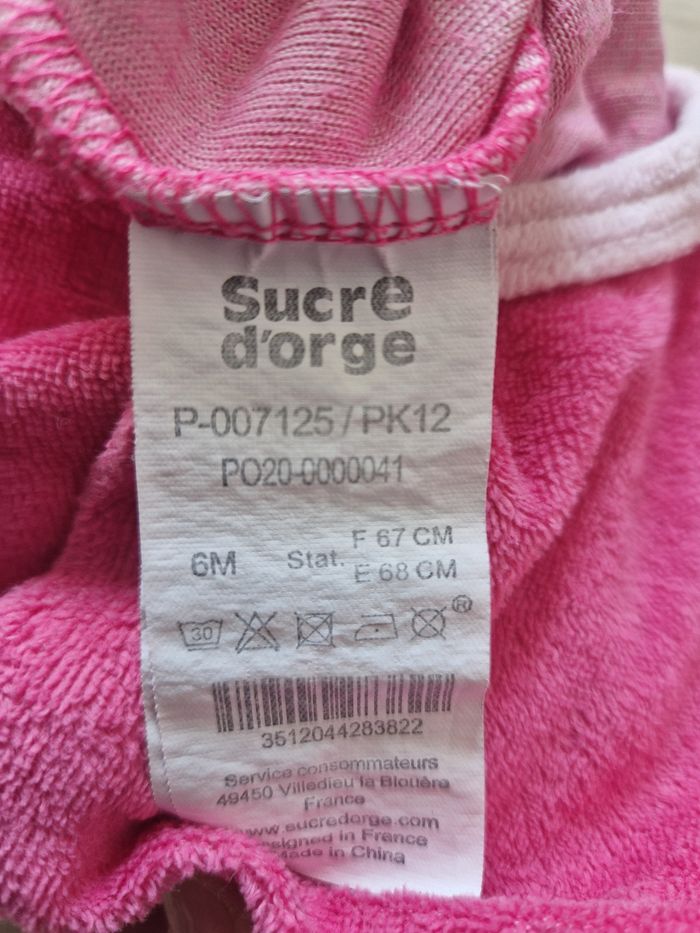 Sucre
d'orge
P-007125 / PK12
PO20-0000041
6M Stat. F 67 CM
E 68 CM
30 ®
3512044283822
Service consommateurs
49450 Villedieu la Blouère
France
www.sucredorge.com
Designed in France
Made in China